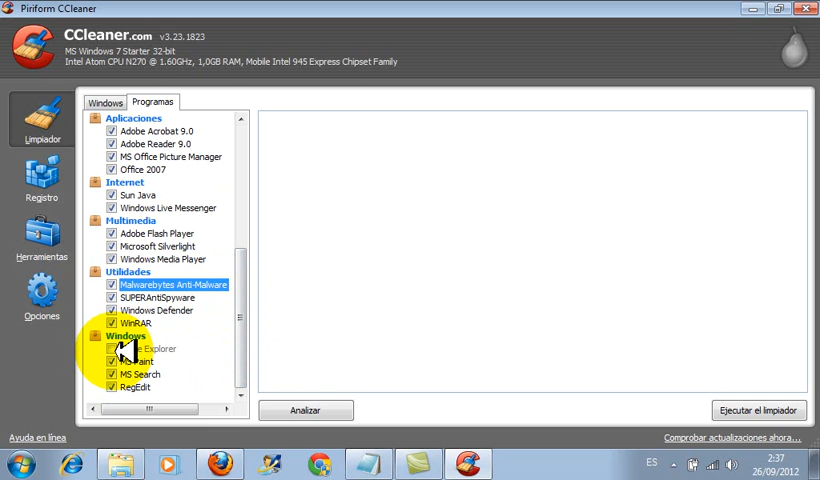 Piriform CCleaner
CCleaner.com v3.23.1823
MS Windows 7 Starter 32-bit
Intel Atom CPU N270 @ 1.60GHz, 1,0GB RAM, Mobile Intel 945 Express Chipset Family
Limpiador
Registro
Herramientas
Opciones
Windows
Programas
Aplicaciones
Adobe Acrobat 9.0
Adobe Reader 9.0
MS Office Picture Manager
Office 2007
Internet
Sun Java
Windows Live Messenger
Multimedia
Adobe Flash Player
Microsoft Silverlight
Windows Media Player
Utilidades
Malwarebytes Anti-Malware
SUPERAntiSpyware
Windows Defender
WinRAR
Windows
Explorer
MS Paint
MS Search
RegEdit
Analizar
Ejecutar el limpiador
Ayuda en línea
Comprobar actualizaciones ahora...
ES
2:37
26/09/2012